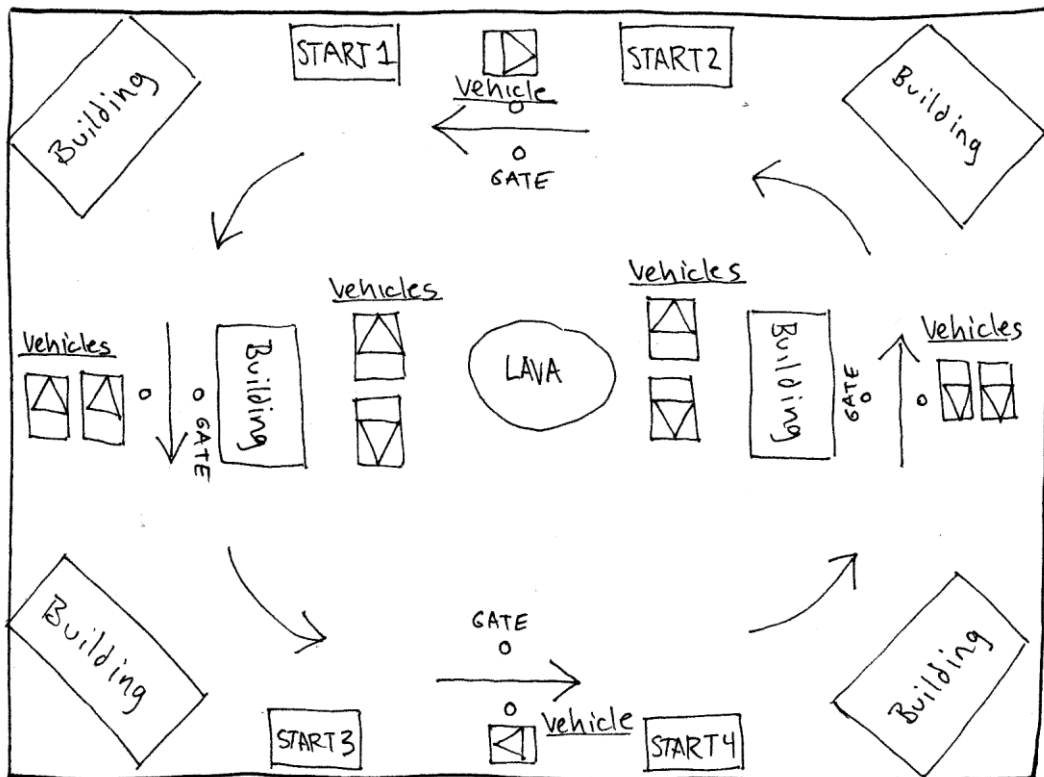 START1
START2
Vehicle
GATE
Building
Building
Vehicles
Vehicles
Vehicles
Vehicles
Building
LAVA
Building
GATE
GATE
Building
Building
GATE
START3
Vehicle
START4